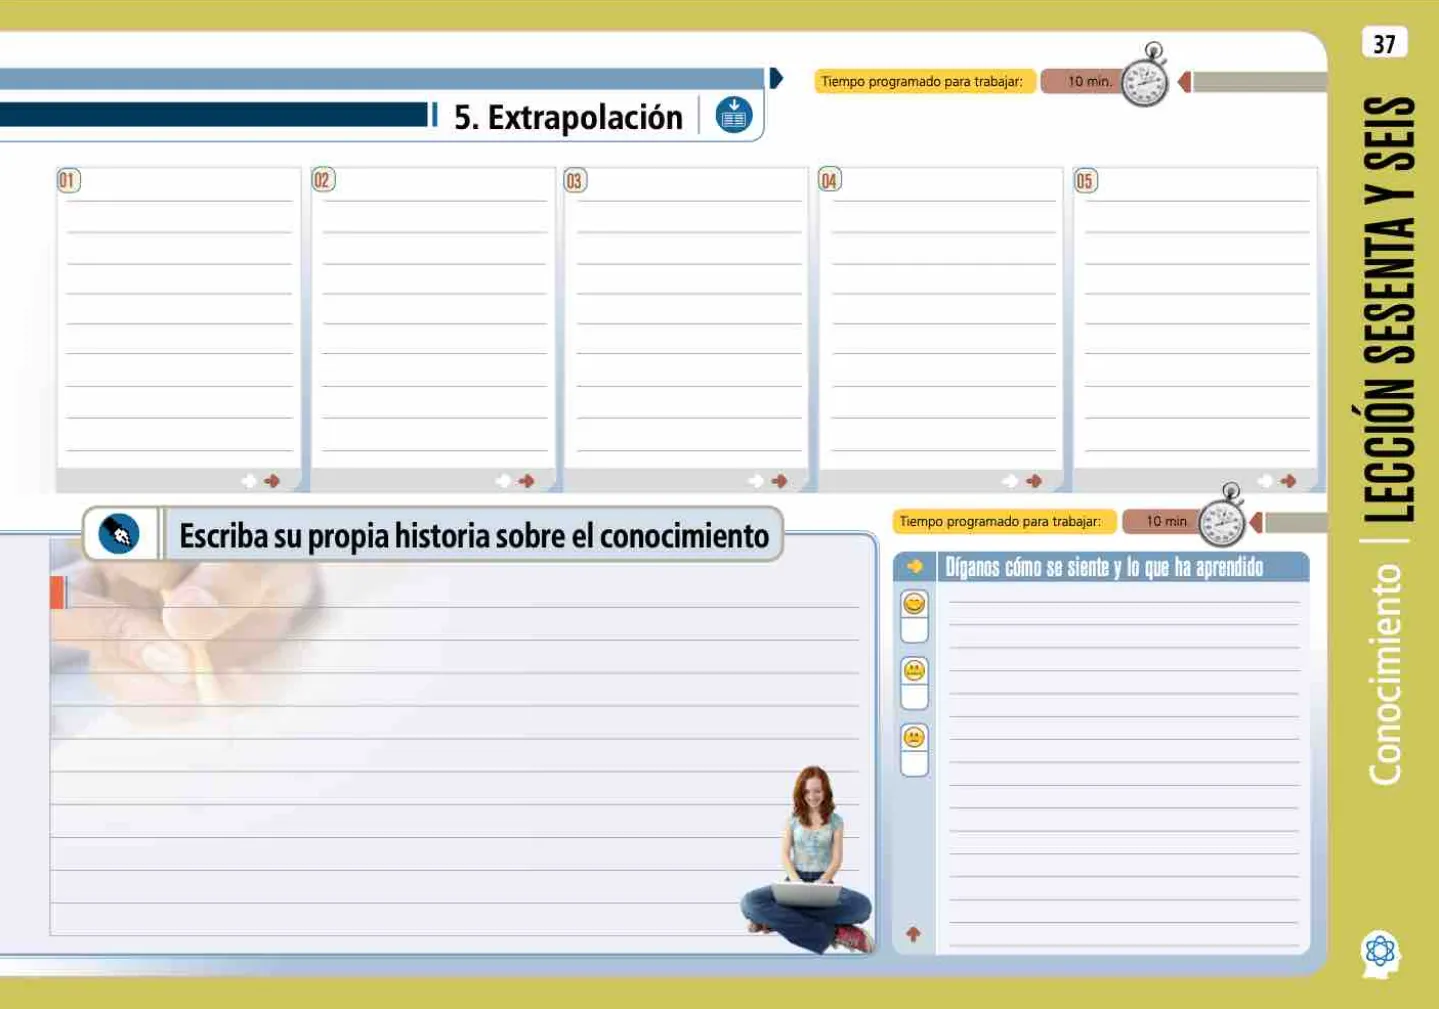 37
Tiempo programado para trabajar:
10 min.
5. Extrapolación
01
02
03
04
05
Escriba su propia historia sobre el conocimiento
Tiempo programado para trabajar:
10 min
Díganos cómo se siente y lo que ha aprendido
Conocimiento | LECCIÓN SESENTA Y SEIS